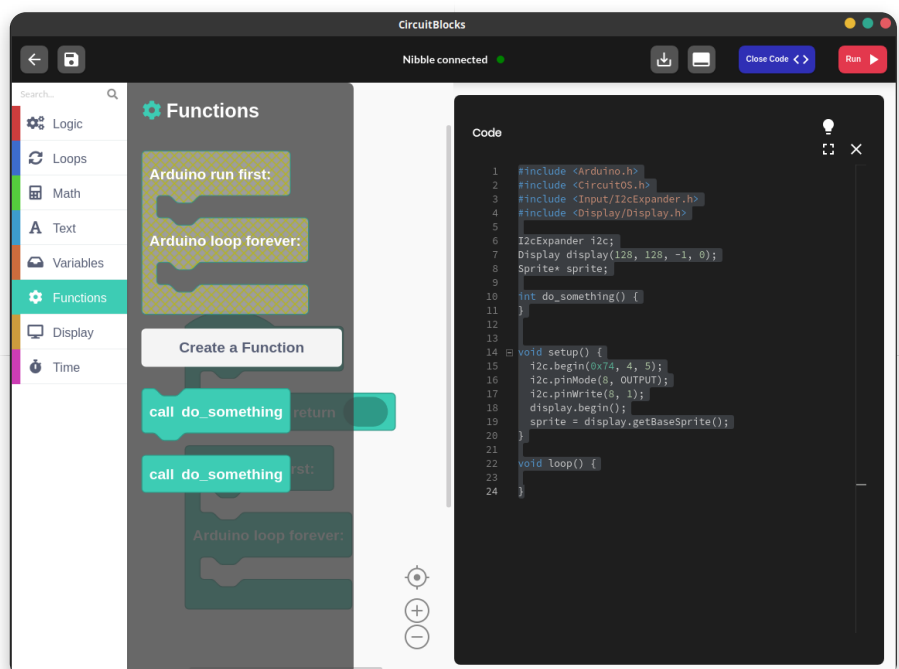 CircuitBlocks
Nibble connected
Close Code < >
Run
Search...
Logic
Loops
Math
Text
Variables
Functions
Display
Time
Functions
Arduino run first:
Arduino loop forever:
Create a Function
call do_something
return
call do_something
rst:
Arduino loop forever:
Code
1 #include <Arduino.h>
2 #include <CircuitOS.h>
3 #include <Input/I2cExpander.h>
4 #include <Display/Display.h>
5
6 I2cExpander i2c;
7 Display display(128, 128, -1, 0);
8 Sprite* sprite;
9
10 int do_something() {
11 }
12
13
14 void setup() {
15 i2c.begin(0x74, 4, 5);
16 i2c.pinMode(8, OUTPUT);
17 i2c.pinWrite(8, 1);
18 display.begin();
19 sprite = display.getBaseSprite();
20 }
21
22 void loop() {
23
24 }